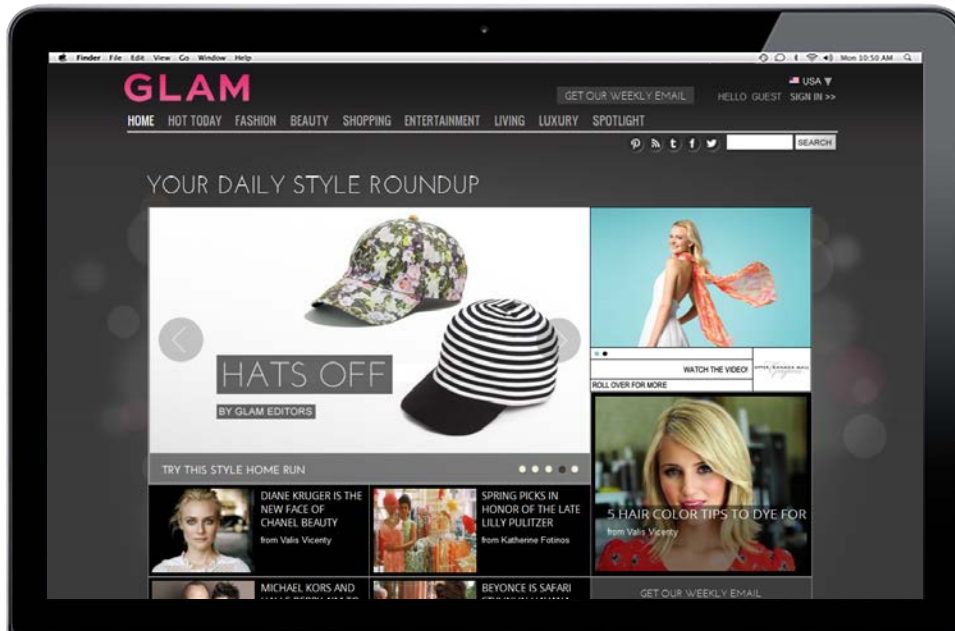 Finder File Edit View Go Window Help
Mon 10:50 AM
GLAM
USA
GET OUR WEEKLY EMAIL
HELLO GUEST SIGN IN >>
HOME HOT TODAY FASHION BEAUTY SHOPPING ENTERTAINMENT LIVING LUXURY SPOTLIGHT
SEARCH
YOUR DAILY STYLE ROUNDUP
HATS OFF
BY GLAM EDITORS
TRY THIS STYLE HOME RUN
WATCH THE VIDEO!
ROLL OVER FOR MORE
5 HAIR COLOR TIPS TO DYE FOR
from Valis Vicenty
DIANE KRUGER IS THE
NEW FACE OF
CHANEL BEAUTY
from Valis Vicenty
SPRING PICKS IN
HONOR OF THE LATE
LILLY PULITZER
from Katherine Fotinos
MICHAEL KORS AND
BEYONCE IS SAFARI
GET OUR WEEKLY EMAIL